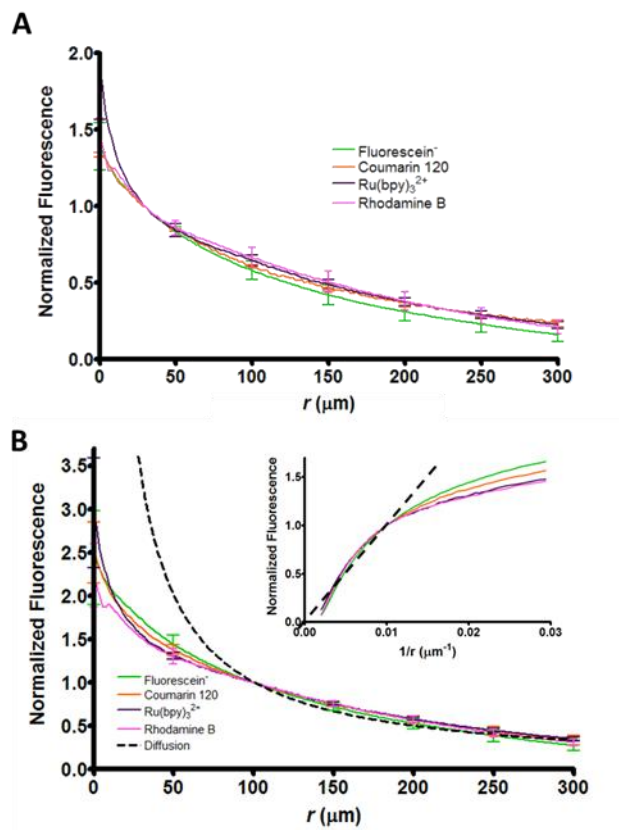 A
Normalized Fluorescence
2.0
1.5
1.0
0.5
0.0
Fluorescein⁻
Coumarin 120
Ru(bpy)₃²⁺
Rhodamine B
0 50 100 150 200 250 300
r (μm)
B
Normalized Fluorescence
3.5
3.0
2.5
2.0
1.5
1.0
0.5
0.0
Normalized Fluorescence
1.5
1.0
0.5
0.0
0.00 0.01 0.02 0.03
1/r (μm⁻¹)
Fluorescein⁻
Coumarin 120
Ru(bpy)₃²⁺
Rhodamine B
Diffusion
0 50 100 150 200 250 300
r (μm)